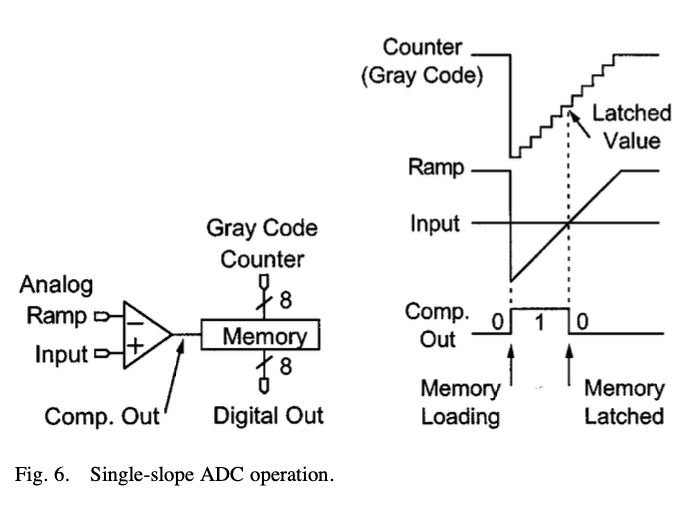 Counter
(Gray Code)
Latched
Value
Ramp
Input
Gray Code
Counter
Analog
Ramp
8
Input
Memory
8
Comp. Out
Digital Out
Comp.
Out
0
1
0
Memory
Loading
Memory
Latched
Fig. 6. Single-slope ADC operation.